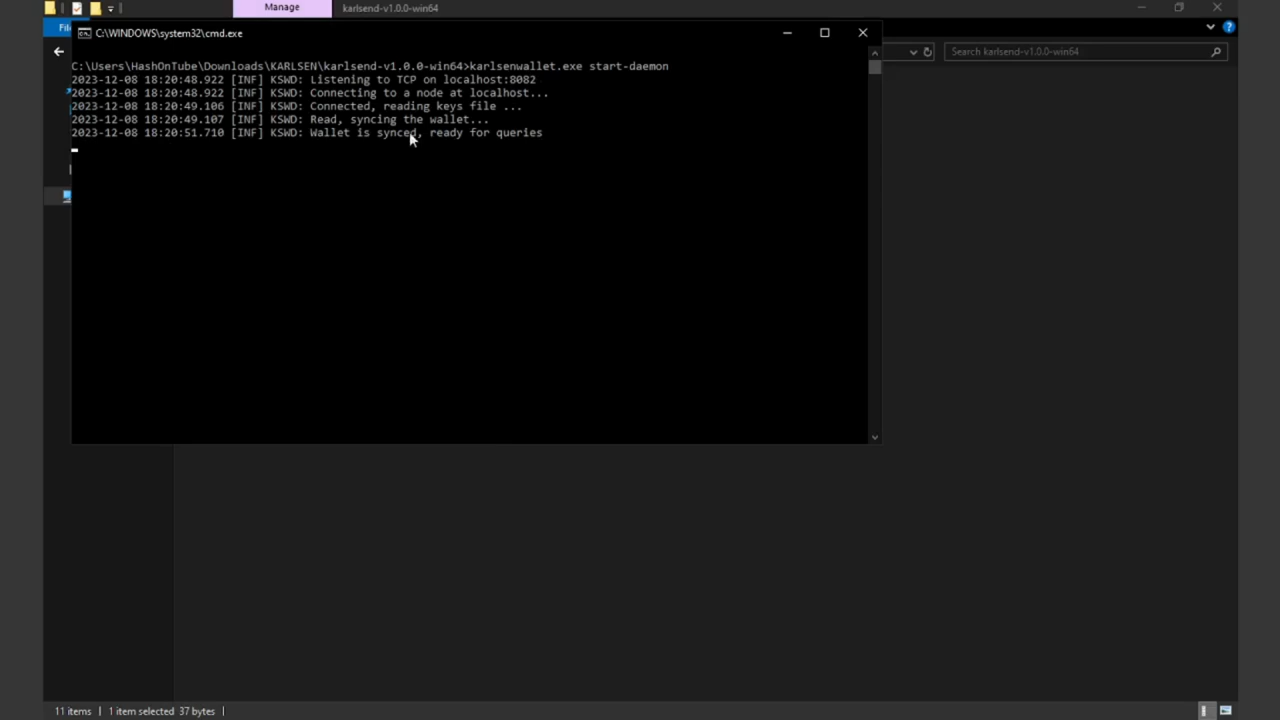 Manage
karlsend-v1.0.0-win64
C:\WINDOWS\system32\cmd.exe
Search karlsend-v1.0.0-win64
C:\Users\HashOnTube\Downloads\KARLSEN\karlsend-v1.0.0-win64>karlsenwallet.exe start-daemon
2023-12-08 18:20:48.922 [INF] KSWD: Listening to TCP on localhost:8082
2023-12-08 18:20:48.922 [INF] KSWD: Connecting to a node at localhost...
2023-12-08 18:20:49.106 [INF] KSWD: Connected, reading keys file ...
2023-12-08 18:20:49.107 [INF] KSWD: Read, syncing the wallet...
2023-12-08 18:20:51.710 [INF] KSWD: Wallet is synced, ready for queries
11 items | 1 item selected 37 bytes |